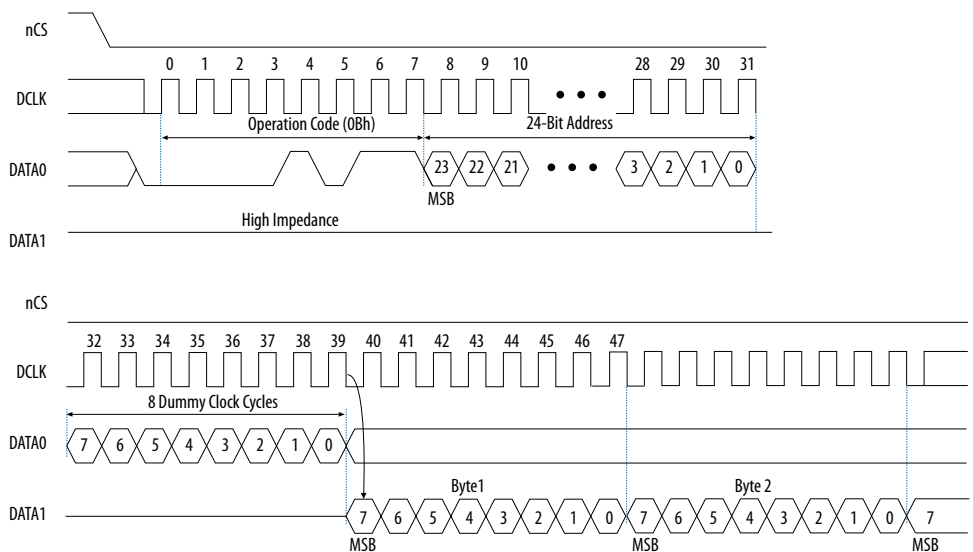 nCS
0 1 2 3 4 5 6 7 8 9 10 28 29 30 31
DCLK
Operation Code (0Bh) 24-Bit Address
DATA0 23 22 21 3 2 1 0
MSB
High Impedance
DATA1
nCS
32 33 34 35 36 37 38 39 40 41 42 43 44 45 46 47
DCLK
8 Dummy Clock Cycles
DATA0 7 6 5 4 3 2 1 0
Byte1 Byte 2
DATA1 7 6 5 4 3 2 1 0 7 6 5 4 3 2 1 0 7
MSB MSB MSB